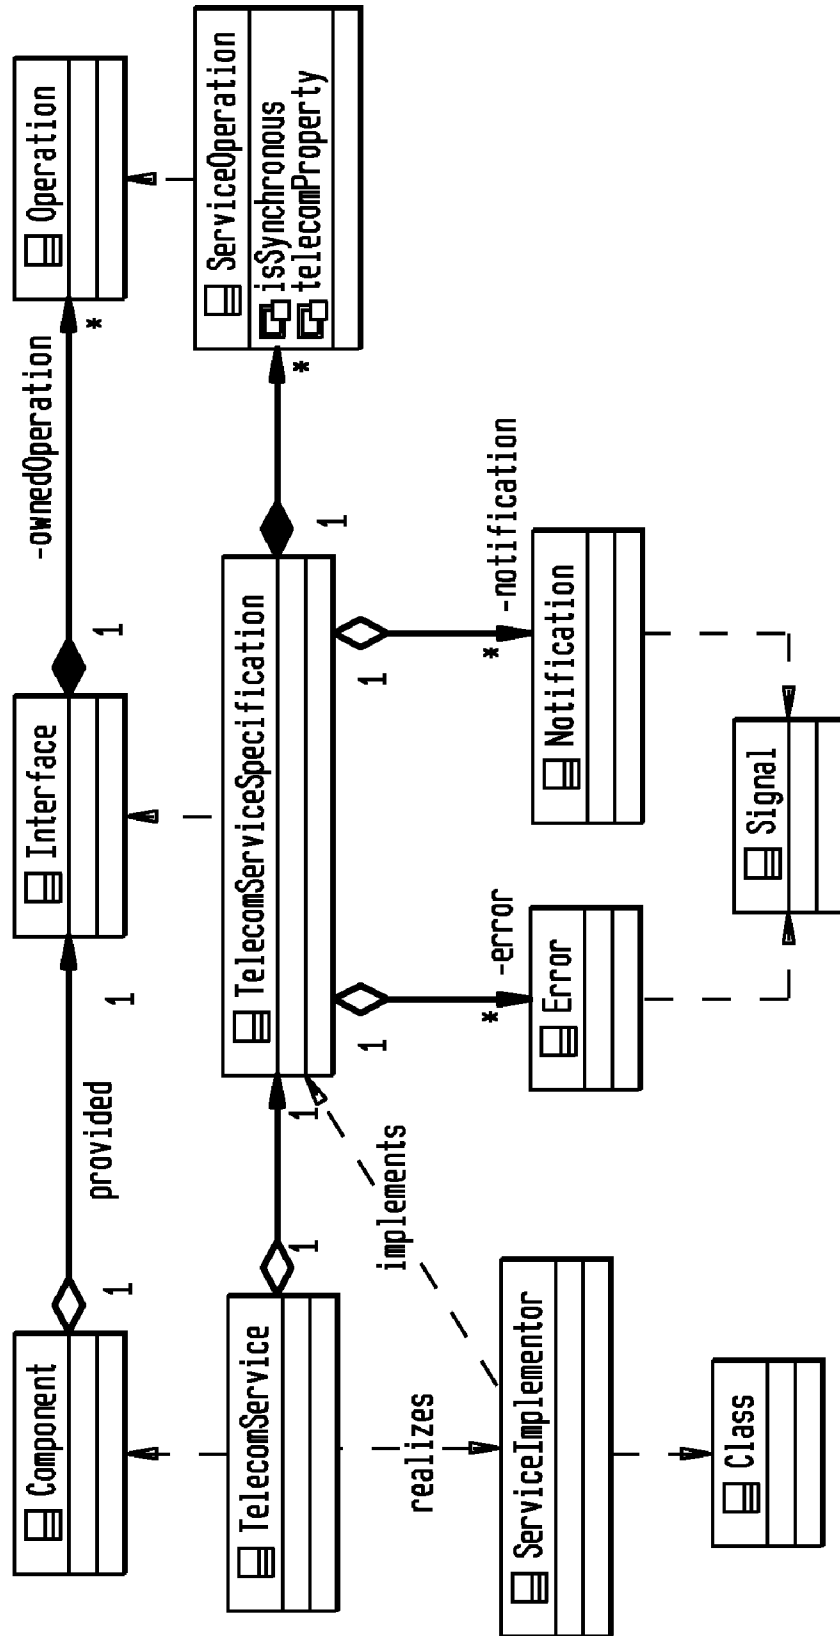 Component
1
provided
1
Interface
1
-ownedOperation
*
Operation
TelecomService
1
1
TelecomServiceSpecification
1
*
ServiceOperation
isSynchronous
telecomProperty
realizes
implements
1
*
-error
1
*
-notification
ServiceImplementor
Error
Notification
Class
Signal